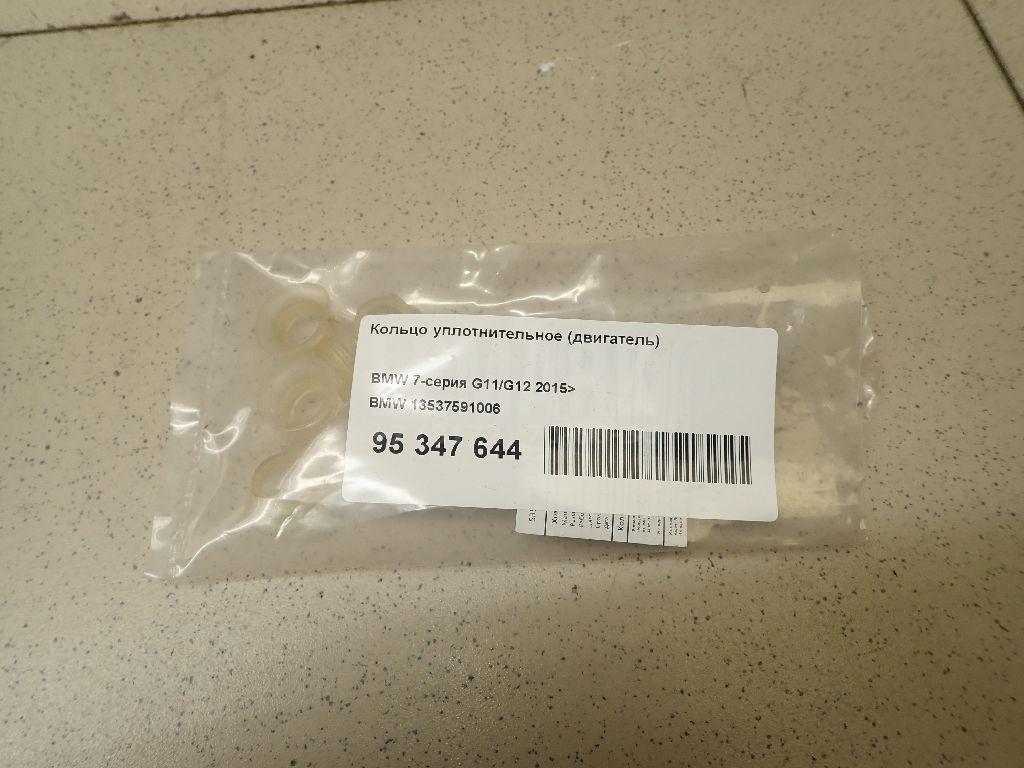 Кольцо уплотнительное (двигатель)
BMW 7-серия G11/G12 2015>
BMW 13537591006
95 347 644